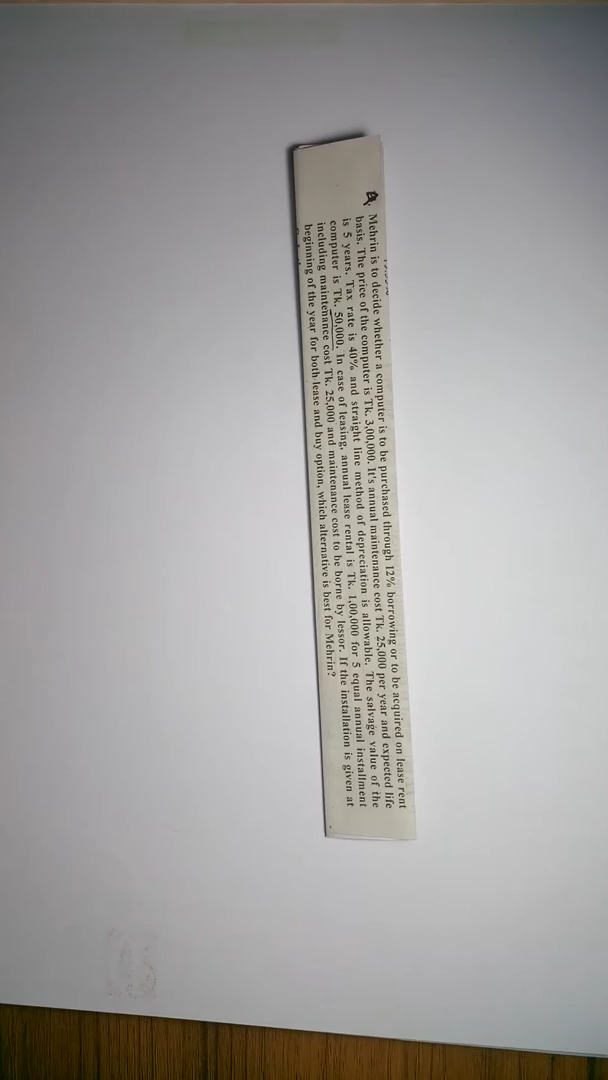 Mehrin is to decide whether a computer is to be purchased through 12% borrowing or to be acquired on lease rent
basis. The price of the computer is Tk. 3,00,000. It's annual maintenance cost Tk. 25,000 per year and expected life
is 5 years. Tax rate is 40% and straight line method of depreciation is allowable. The salvage value of the
computer is Tk. 50,000. In case of leasing, annual lease rental is Tk. 1,00,000 for 5 equal annual installment
including maintenance cost Tk. 25,000 and maintenance cost to be borne by lessor. If the installation is given at
beginning of the year for both lease and buy option, which alternative is best for Mehrin?